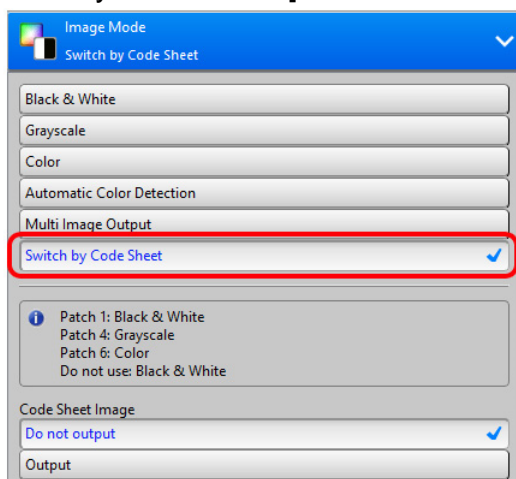 Image Mode
Switch by Code Sheet
Black & White
Grayscale
Color
Automatic Color Detection
Multi Image Output
Switch by Code Sheet
Patch 1: Black & White
Patch 4: Grayscale
Patch 6: Color
Do not use: Black & White
Code Sheet Image
Do not output
Output